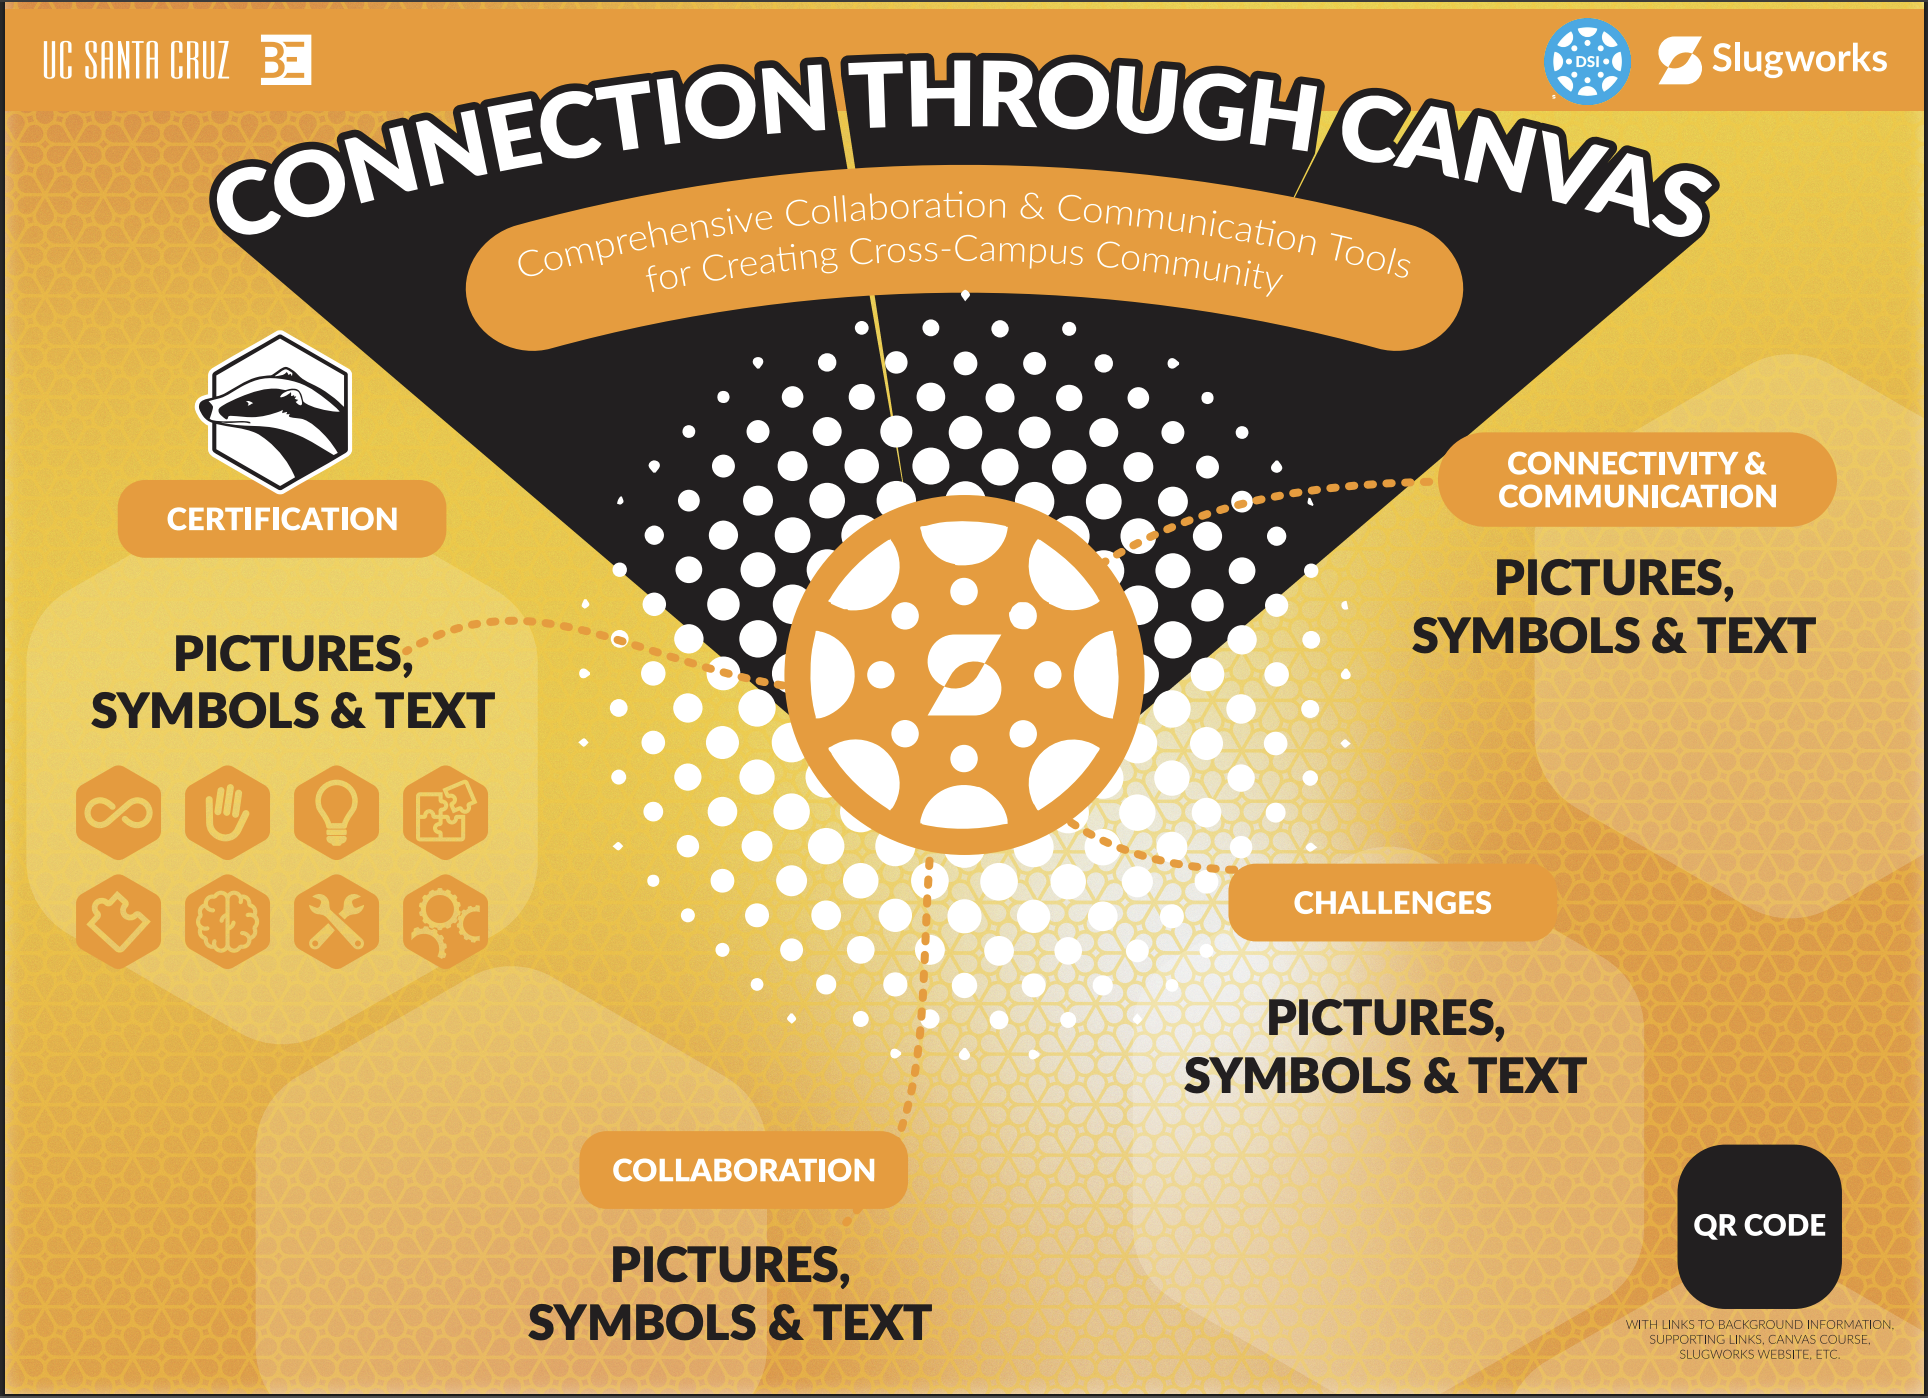 UC SANTA CRUZ
BE
DSI
Slugworks
CONNECTION THROUGH CANVAS
Comprehensive Collaboration & Communication Tools
for Creating Cross-Campus Community
CERTIFICATION
PICTURES,
SYMBOLS & TEXT
CONNECTIVITY &
COMMUNICATION
PICTURES,
SYMBOLS & TEXT
CHALLENGES
PICTURES,
SYMBOLS & TEXT
COLLABORATION
PICTURES,
SYMBOLS & TEXT
QR CODE
WITH LINKS TO BACKGROUND INFORMATION,
SUPPORTING LINKS, CANVAS COURSE,
SLUGWORKS WEBSITE, ETC.